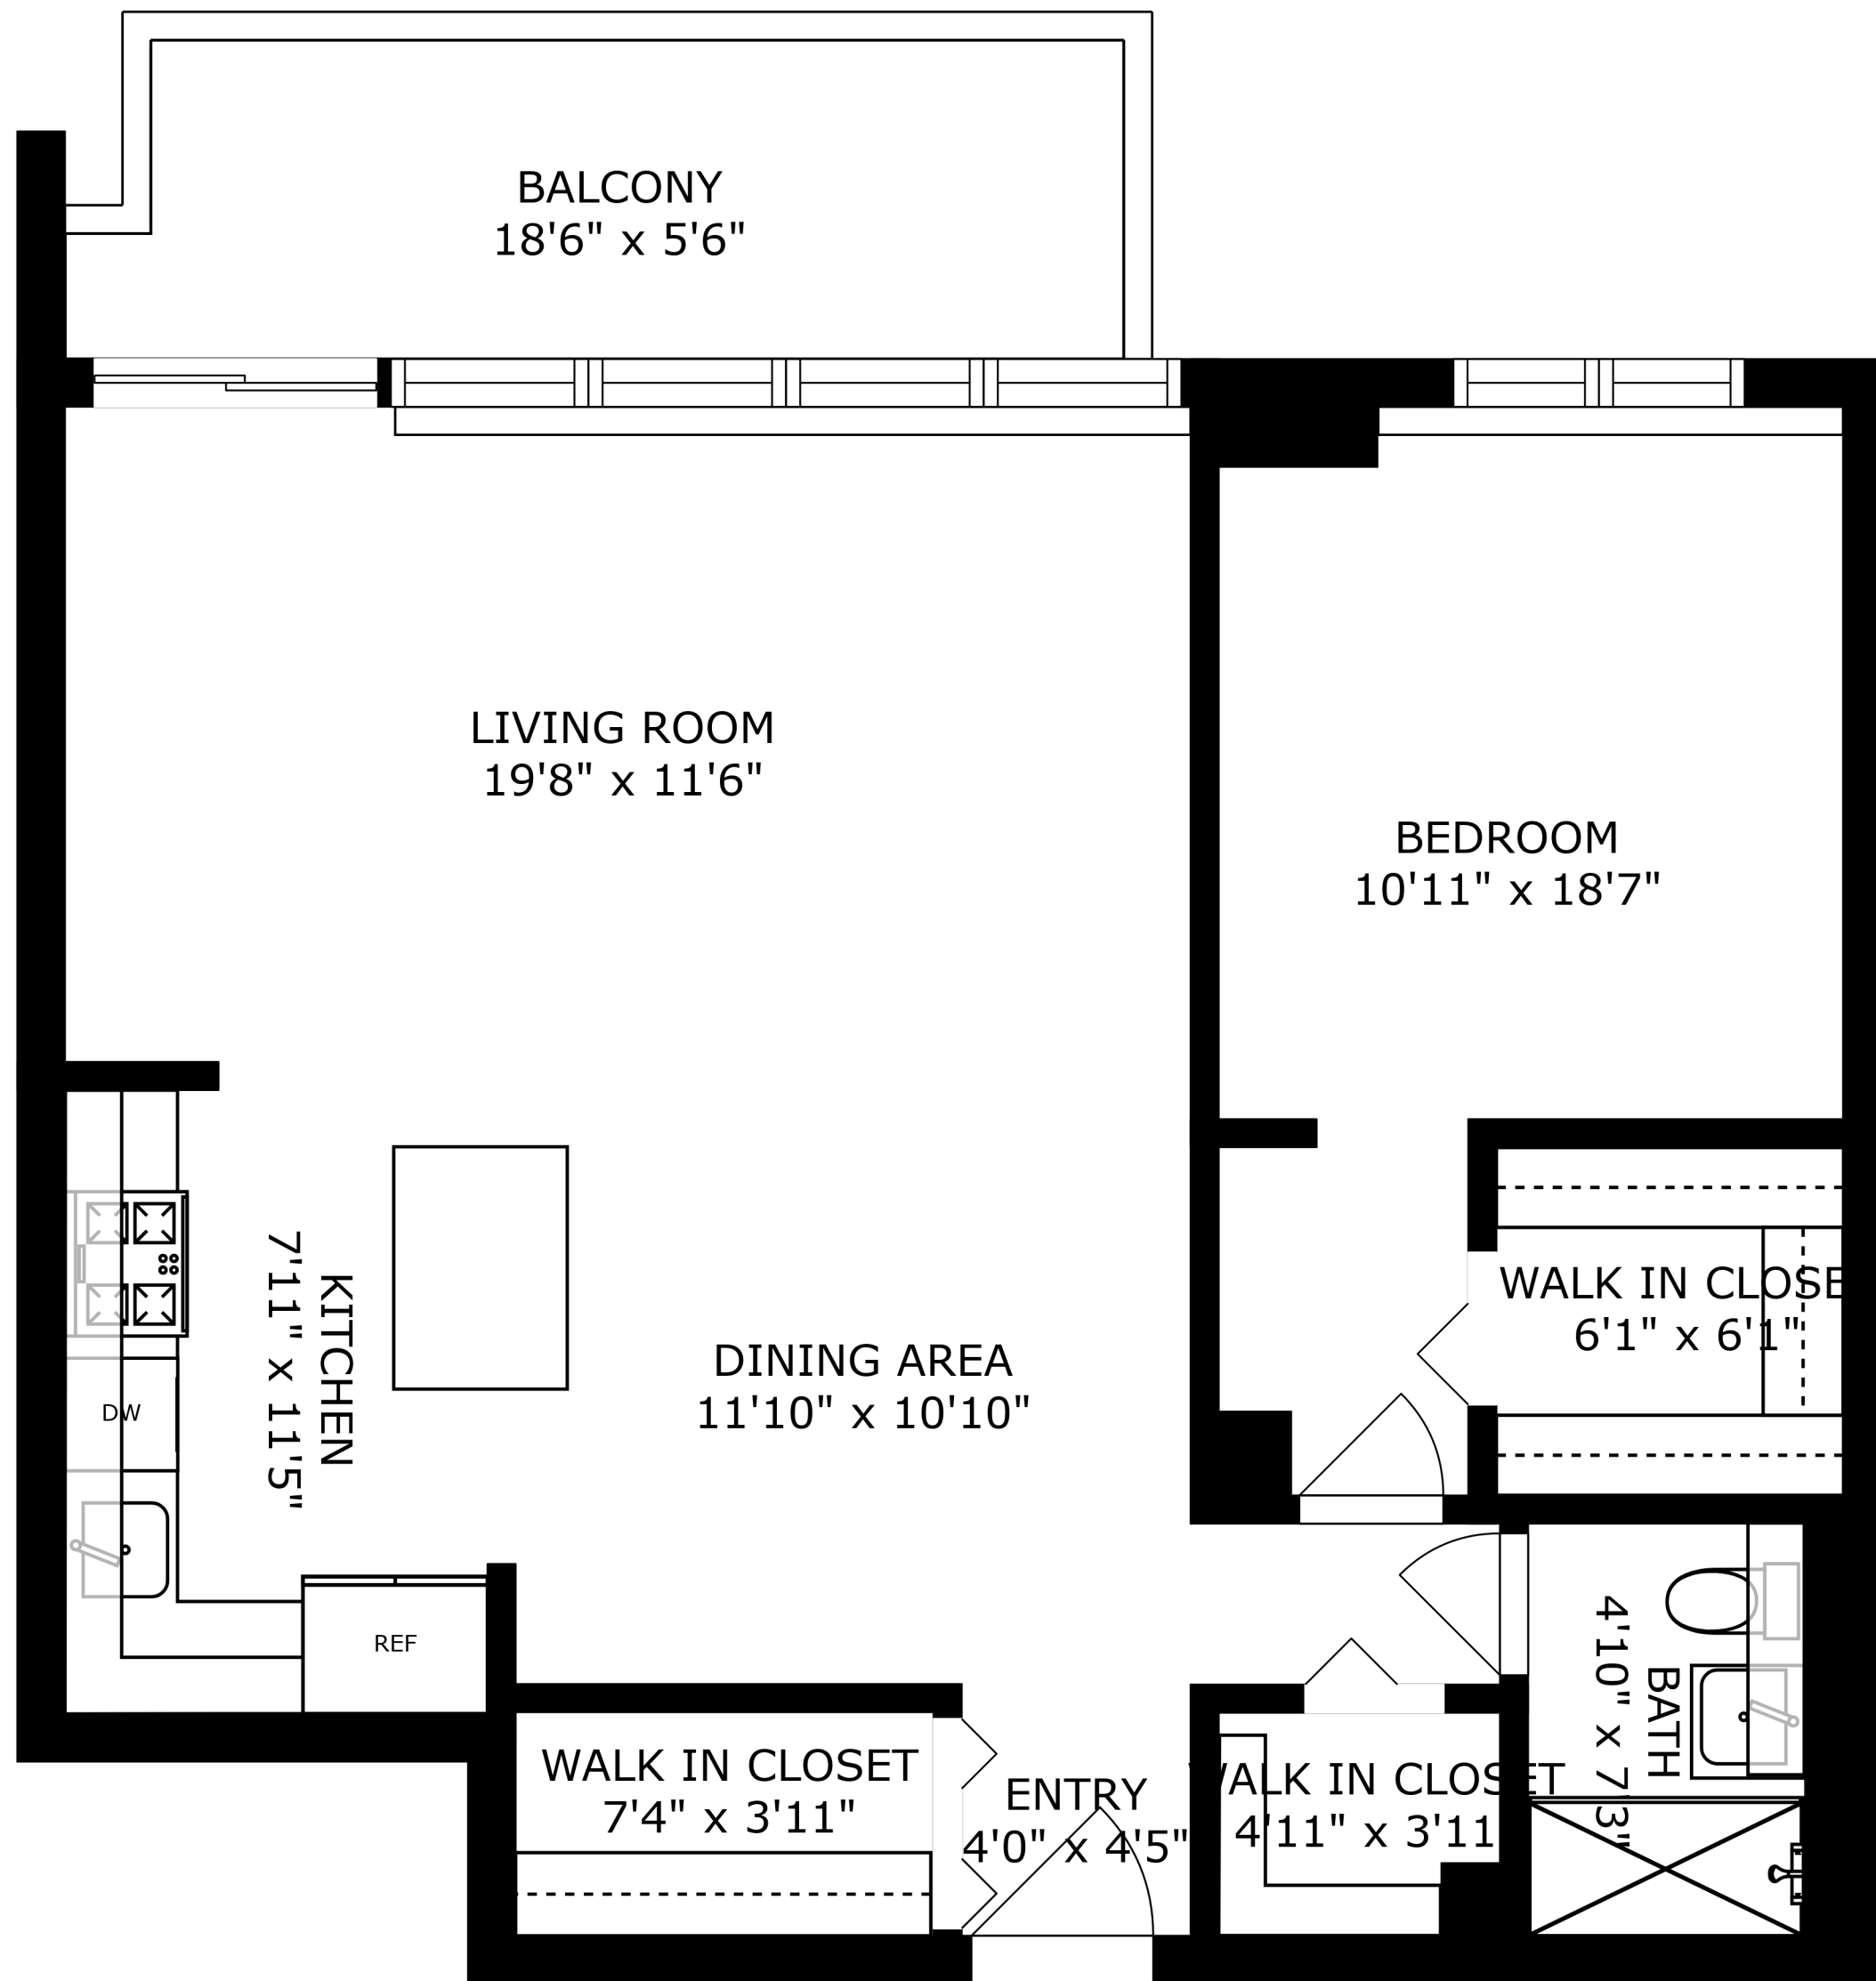 BALCONY
18'6" x 5'6"
LIVING ROOM
19'8" x 11'6"
BEDROOM
10'11" x 18'7"
KITCHEN
7'11" x 11'5"
DINING AREA
11'10" x 10'10"
WALK IN CLOSE
6'1" x 6'1"
DW
REF
BATH
4'10" x 7'3"
WALK IN CLOSET
7'4" x 3'11"
ENTRY
4'0" x 4'5"
WALK IN CLOSET
4'11" x 3'11